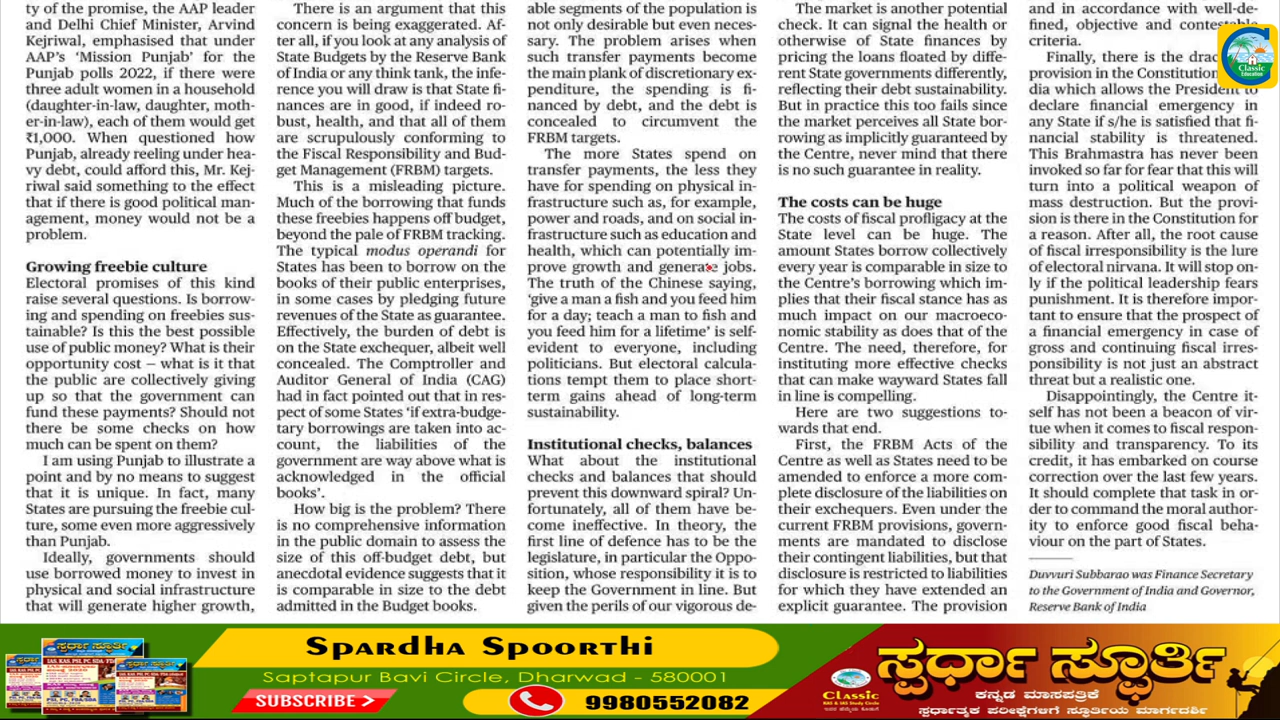 ty of the promise, the AAP leader
and Delhi Chief Minister, Arvind
Kejriwal, emphasised that under
AAP's 'Mission Punjab' for the
Punjab polls 2022, if there were
three adult women in a household
(daughter-in-law, daughter, moth-
er-in-law), each of them would get
₹1,000. When questioned how
Punjab, already reeling under hea-
vy debt, could afford this, Mr. Kej-
riwal said something to the effect
that if there is good political man-
agement, money would not be a
problem.
Growing freebie culture
Electoral promises of this kind
raise several questions. Is borrow-
ing and spending on freebies sus-
tainable? Is this the best possible
use of public money? What is their
opportunity cost — what is it that
the public are collectively giving
up so that the government can
fund these payments? Should not
there be some checks on how
much can be spent on them?
I am using Punjab to illustrate a
point and by no means to suggest
that it is unique. In fact, many
States are pursuing the freebie cul-
ture, some even more aggressively
than Punjab.
Ideally, governments should
use borrowed money to invest in
physical and social infrastructure
that will generate higher growth,
There is an argument that this
concern is being exaggerated. Af-
ter all, if you look at any analysis of
State Budgets by the Reserve Bank
of India or any think tank, the infe-
rence you will draw is that State fi-
nances are in good, if indeed ro-
bust, health, and that all of them
are scrupulously conforming to
the Fiscal Responsibility and Bud-
get Management (FRBM) targets.
This is a misleading picture.
Much of the borrowing that funds
these freebies happens off budget,
beyond the pale of FRBM tracking.
The typical modus operandi for
States has been to borrow on the
books of their public enterprises,
in some cases by pledging future
revenues of the State as guarantee.
Effectively, the burden of debt is
on the State exchequer, albeit well
concealed. The Comptroller and
Auditor General of India (CAG)
had in fact pointed out that in res-
pect of some States 'if extra-budge-
tary borrowings are taken into ac-
count, the liabilities of the
government are way above what is
acknowledged in the official
books'.
How big is the problem? There
is no comprehensive information
in the public domain to assess the
size of this off-budget debt, but
anecdotal evidence suggests that it
is comparable in size to the debt
admitted in the Budget books.
able segments of the population is
not only desirable but even neces-
sary. The problem arises when
such transfer payments become
the main plank of discretionary ex-
penditure, the spending is fi-
nanced by debt, and the debt is
concealed to circumvent the
FRBM targets.
The more States spend on
transfer payments, the less they
have for spending on physical in-
frastructure such as, for example,
power and roads, and on social in-
frastructure such as education and
health, which can potentially im-
prove growth and generate jobs.
The truth of the Chinese saying,
'give a man a fish and you feed him
for a day; teach a man to fish and
you feed him for a lifetime' is self-
evident to everyone, including
politicians. But electoral calcula-
tions tempt them to place short-
term gains ahead of long-term
sustainability.
Institutional checks, balances
What about the institutional
checks and balances that should
prevent this downward spiral? Un-
fortunately, all of them have be-
come ineffective. In theory, the
first line of defence has to be the
legislature, in particular the Oppo-
sition, whose responsibility it is to
keep the Government in line. But
given the perils of our vigorous de-
The market is another potential
check. It can signal the health or
otherwise of State finances by
pricing the loans floated by diffe-
rent State governments differently,
reflecting their debt sustainability.
But in practice this too fails since
the market perceives all State bor-
rowing as implicitly guaranteed by
the Centre, never mind that there
is no such guarantee in reality.
The costs can be huge
The costs of fiscal profligacy at the
State level can be huge. The
amount States borrow collectively
every year is comparable in size to
the Centre's borrowing which im-
plies that their fiscal stance has as
much impact on our macroeco-
nomic stability as does that of the
Centre. The need, therefore, for
instituting more effective checks
that can make wayward States fall
in line is compelling.
Here are two suggestions to-
wards that end.
First, the FRBM Acts of the
Centre as well as States need to be
amended to enforce a more com-
plete disclosure of the liabilities on
their exchequers. Even under the
current FRBM provisions, govern-
ments are mandated to disclose
their contingent liabilities, but that
disclosure is restricted to liabilities
for which they have extended an
explicit guarantee. The provision
and in accordance with well-de-
fined, objective and contestable
criteria.
Finally, there is the
provision in the Constitution
dia which allows the President to
declare financial emergency in
any State if s/he is satisfied that fi-
nancial stability is threatened.
This Brahmastra has never been
invoked so far for fear that this will
turn into a political weapon of
mass destruction. But the provi-
sion is there in the Constitution for
a reason. After all, the root cause
of fiscal irresponsibility is the lure
of electoral nirvana. It will stop on-
ly if the political leadership fears
punishment. It is therefore impor-
tant to ensure that the prospect of
a financial emergency in case of
gross and continuing fiscal irres-
ponsibility is not just an abstract
threat but a realistic one.
Disappointingly, the Centre it-
self has not been a beacon of vir-
tue when it comes to fiscal respon-
sibility and transparency. To its
credit, it has embarked on course
correction over the last few years.
It should complete that task in or-
der to command the moral author-
ity to enforce good fiscal beha-
viour on the part of States.
Duvvuri Subbarao was Finance Secretary
to the Government of India and Governor,
Reserve Bank of India
Classic
Education
Spardha Spoorthi
Saptapur Bavi Circle, Dharwad - 580001
SUBSCRIBE
9980552082
Classic
KAS & IAS Study Circle
ಸ್ಪರ್ಧಾ ಸ್ಫೂರ್ತಿ
ಕನ್ನಡ ಮಾಸಪತ್ರಿಕೆ
ಸ್ಪರ್ಧಾತ್ಮಕ ಪರೀಕ್ಷೆಗಳಿಗೆ ಸ್ಫೂರ್ತಿಯ ಮಾರ್ಗದರ್ಶಿ